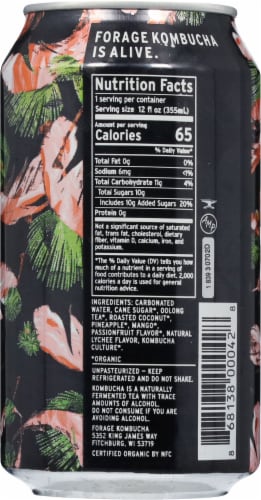 FORAGE KOMBUCHA
IS ALIVE.
Nutrition Facts
1 serving per container
Serving size 12 fl oz (355mL)
Amount per serving
Calories 65
% Daily Value*
Total Fat 0g 0%
Sodium 6mg <1%
Total Carbohydrate 11g 4%
Total Sugars 10g
Includes 10g Added Sugars 20%
Protein 0g
Not a significant source of saturated
fat, trans fat, cholesterol, dietary
fiber, vitamin D, calcium, iron, and
potassium.
*The % Daily Value (DV) tells you how
much of a nutrient in a serving of
food contributes to a daily diet. 2,000
calories a day is used for general
nutrition advice.
INGREDIENTS: CARBONATED
WATER, CANE SUGAR*, OOLONG
TEA*, ROASTED COCONUT*,
PINEAPPLE*, MANGO*,
PASSIONFRUIT FLAVOR*, NATURAL
LYCHEE FLAVOR, KOMBUCHA
CULTURE*.
*ORGANIC
UNPASTEURIZED – KEEP
REFRIGERATED AND DO NOT SHAKE.
KOMBUCHA IS A NATURALLY
FERMENTED TEA WITH TRACE
AMOUNTS OF ALCOHOL.
DO NOT CONSUME IF YOU ARE
AVOIDING ALCOHOL.
FORAGE KOMBUCHA
5352 KING JAMES WAY
FITCHBURG, WI 53719
CERTIFIED ORGANIC BY NFC
8 68138 00042 8